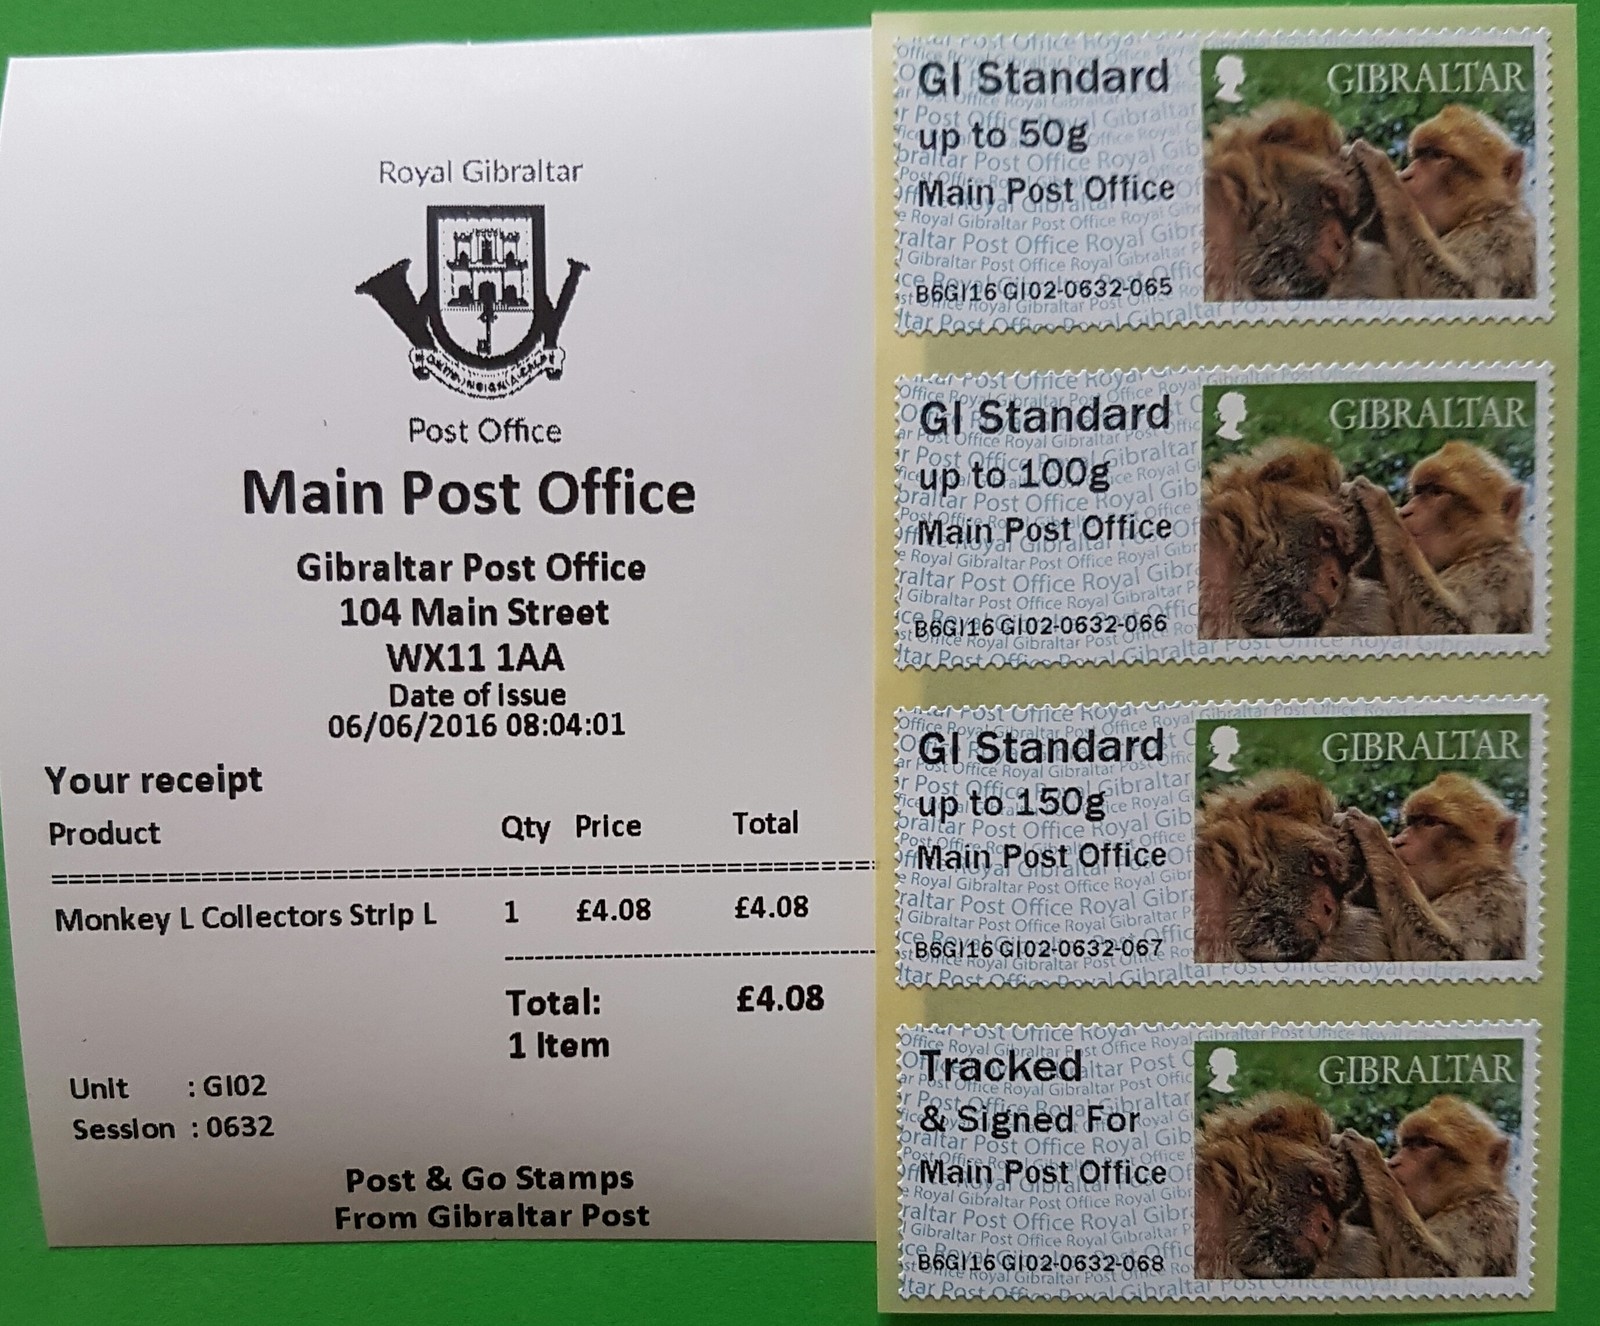 Royal Gibraltar
Post Office
Main Post Office
Gibraltar Post Office
104 Main Street
WX11 1AA
Date of issue
06/06/2016 08:04:01
Your receipt
Product Qty Price Total
Monkey L Collectors Strip L 1 £4.08 £4.08
Total: £4.08
1 Item
Unit : GI02
Session : 0632
Post & Go Stamps
From Gibraltar Post
GI Standard
up to 50g
Main Post Office
B6GI16 GI02-0632-065
GIBRALTAR
GI Standard
up to 100g
Main Post Office
B6GI16 GI02-0632-066
GIBRALTAR
GI Standard
up to 150g
Main Post Office
B6GI16 GI02-0632-067
GIBRALTAR
Tracked
& Signed For
Main Post Office
B6GI16 GI02-0632-068
GIBRALTAR